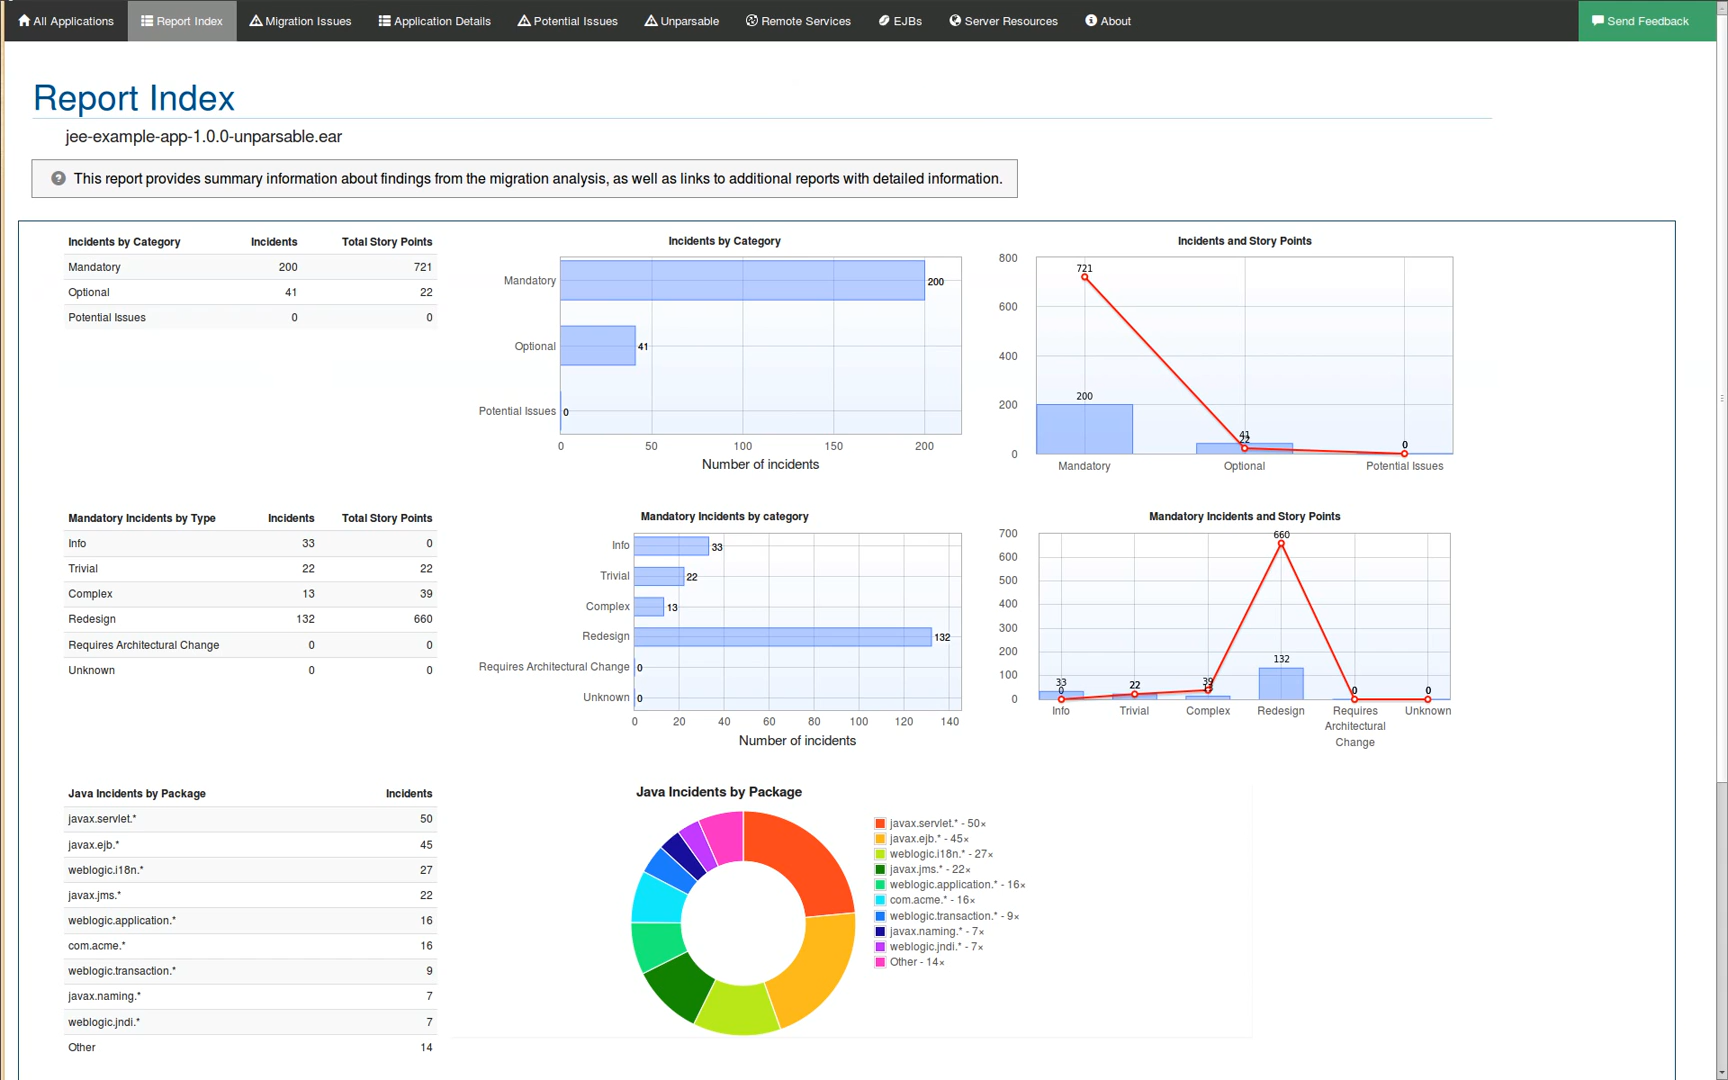 All Applications Report Index Migration Issues Application Details Potential Issues Unparsable Remote Services EJBs Server Resources About Send Feedback
Report Index
jee-example-app-1.0.0-unparsable.ear
This report provides summary information about findings from the migration analysis, as well as links to additional reports with detailed information.
Incidents by Category Incidents Total Story Points
Mandatory 200 721
Optional 41 22
Potential Issues 0 0
Incidents by Category
Mandatory 200
Optional 41
Potential Issues 0
0 50 100 150 200
Number of incidents
Incidents and Story Points
800
721
600
400
200
200
41
22
0
0
Mandatory Optional Potential Issues
Mandatory Incidents by Type Incidents Total Story Points
Info 33 0
Trivial 22 22
Complex 13 39
Redesign 132 660
Requires Architectural Change 0 0
Unknown 0 0
Mandatory Incidents by category
Info 33
Trivial 22
Complex 13
Redesign 132
Requires Architectural Change 0
Unknown 0
0 20 40 60 80 100 120 140
Number of incidents
Mandatory Incidents and Story Points
700
660
600
500
400
300
200
132
100
33 22 39
0 13 0 0
0
Info Trivial Complex Redesign Requires Unknown
Architectural
Change
Java Incidents by Package Incidents
javax.servlet.* 50
javax.ejb.* 45
weblogic.i18n.* 27
javax.jms.* 22
weblogic.application.* 16
com.acme.* 16
weblogic.transaction.* 9
javax.naming.* 7
weblogic.jndi.* 7
Other 14
Java Incidents by Package
javax.servlet.* - 50×
javax.ejb.* - 45×
weblogic.i18n.* - 27×
javax.jms.* - 22×
weblogic.application.* - 16×
com.acme.* - 16×
weblogic.transaction.* - 9×
javax.naming.* - 7×
weblogic.jndi.* - 7×
Other - 14×